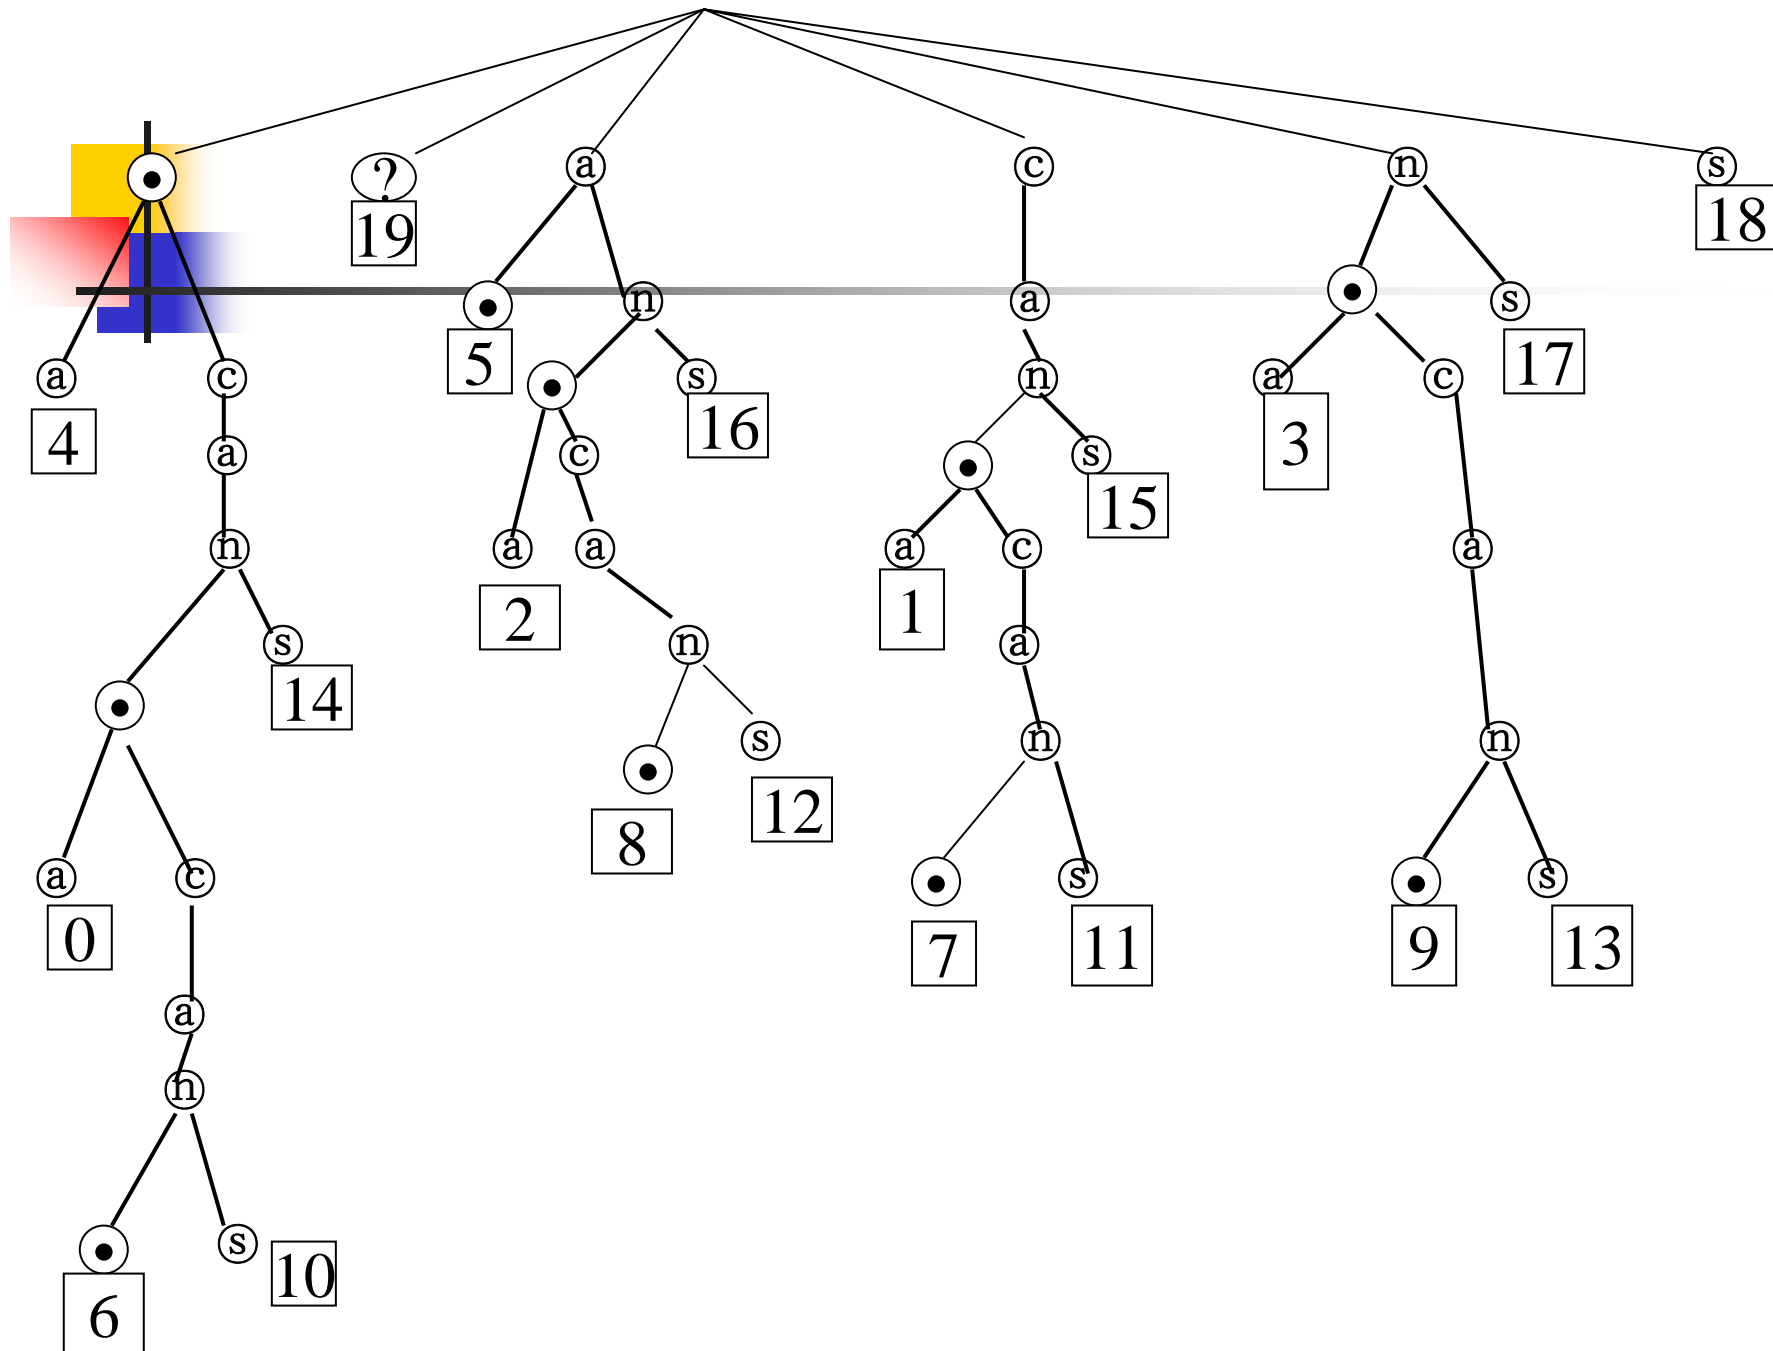 • ? a c n s
19 18
• n a • s
5 17
a c • s n a c
4 16 3
a c • s
15
n a a a c a
2 1
s n a
14
• n s n
12
8
a c • s • s
0 7 11 9 13
a
n
• s
10
6